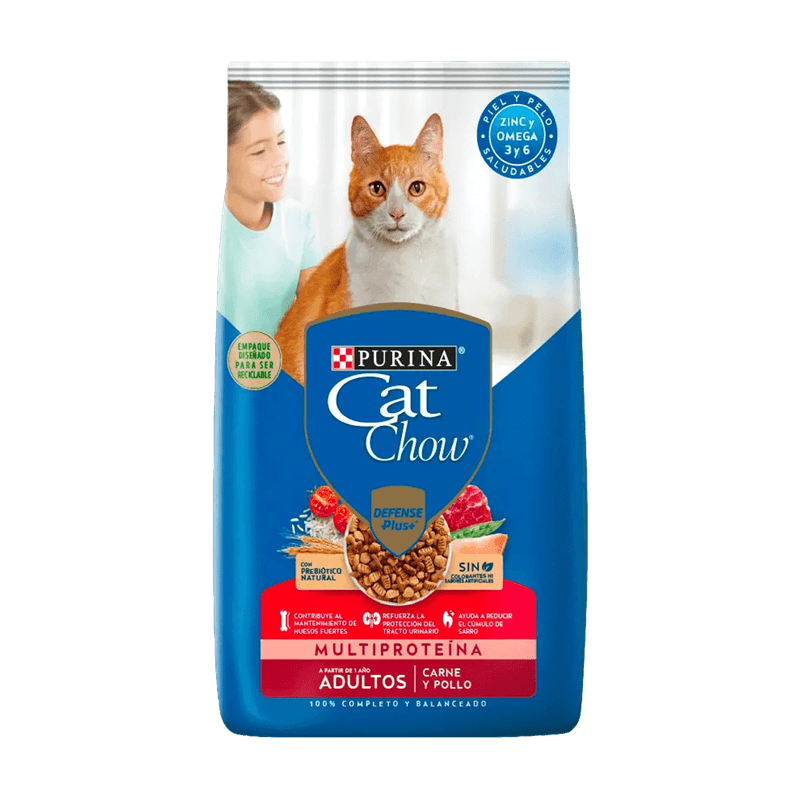 PIEL Y PELO
ZINC y
OMEGA
3 y 6
SALUDABLES
EMPAQUE
DISEÑADO
PARA SER
RECICLABLE
PURINA®
Cat
Chow®
DEFENSE
Plus+
CON
PREBIÓTICO
NATURAL
SIN
COLORANTES NI
SABORES ARTIFICIALES
CONTRIBUYE AL
MANTENIMIENTO DE
HUESOS FUERTES
REFUERZA LA
PROTECCIÓN DEL
TRACTO URINARIO
AYUDA A REDUCIR
EL CÚMULO DE
SARRO
MULTIPROTEÍNA
A PARTIR DE 1 AÑO
ADULTOS
CARNE
Y POLLO
100% COMPLETO Y BALANCEADO